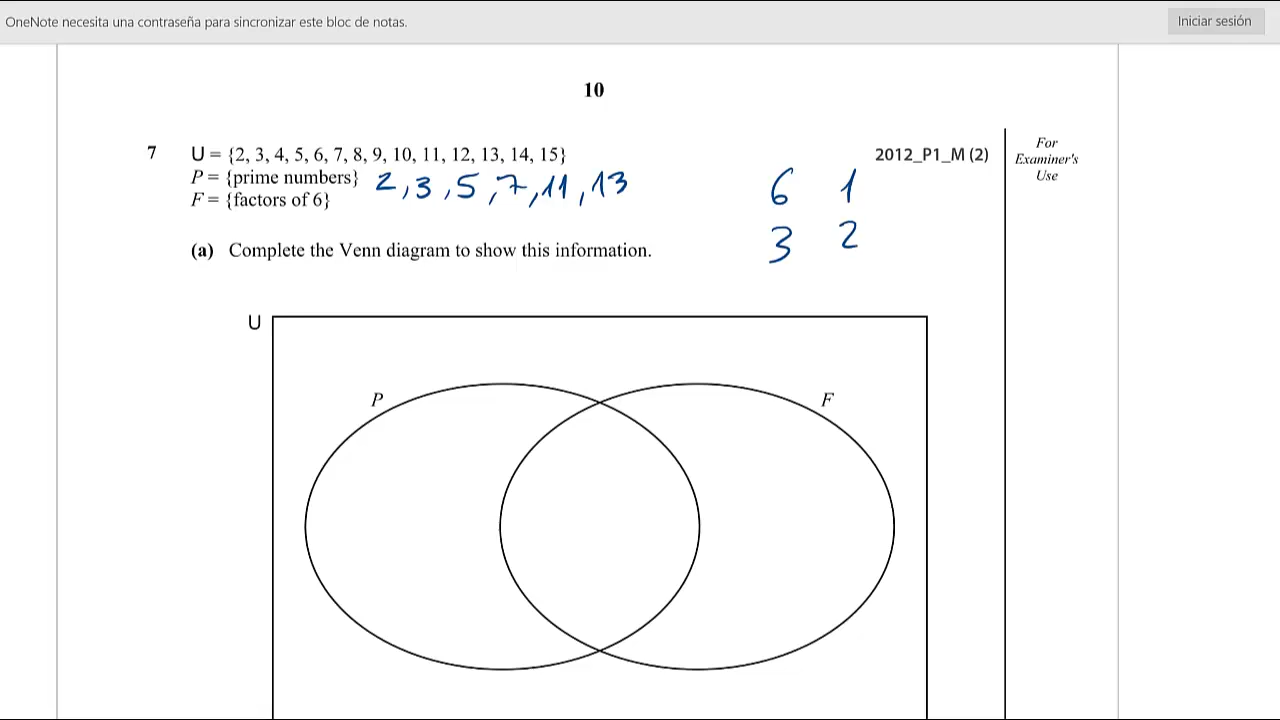 OneNote necesita una contraseña para sincronizar este bloc de notas. Iniciar sesión
10
7 U = {2, 3, 4, 5, 6, 7, 8, 9, 10, 11, 12, 13, 14, 15} 2012_P1_M (2)
P = {prime numbers} 2, 3, 5, 7, 11, 13
F = {factors of 6}
6 1
3 2
For
Examiner's
Use
(a) Complete the Venn diagram to show this information.
U
P F